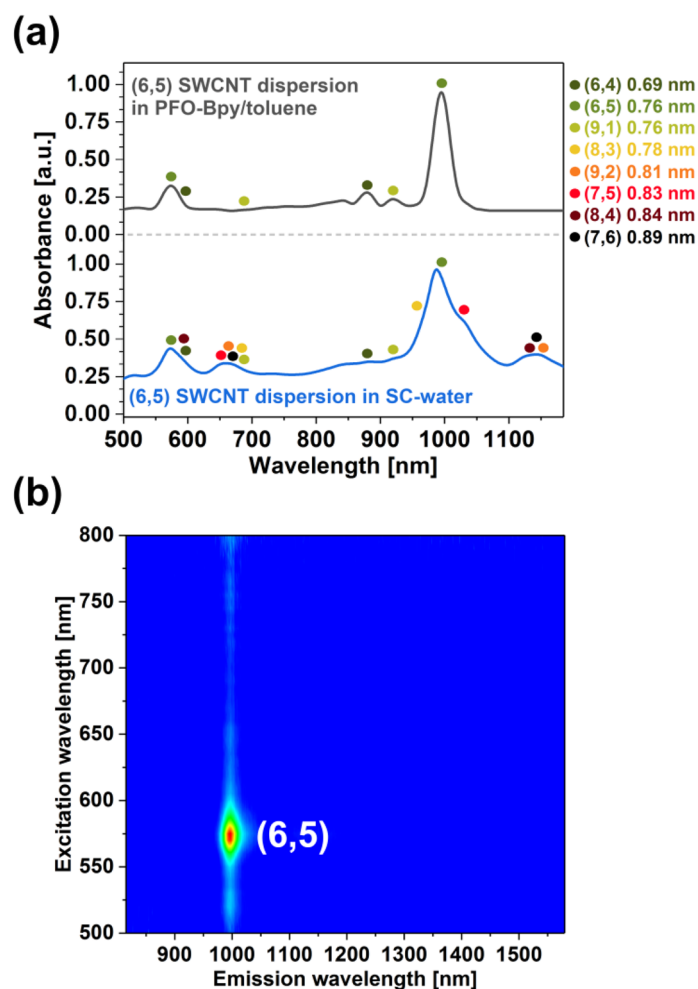 (a)
(6,5) SWCNT dispersion
in PFO-Bpy/toluene
1.00
0.75
0.50
0.25
0.00
1.00
0.75
0.50
0.25
0.00
Absorbance [a.u.]
(6,5) SWCNT dispersion in SC-water
500 600 700 800 900 1000 1100
Wavelength [nm]
(6,4) 0.69 nm
(6,5) 0.76 nm
(9,1) 0.76 nm
(8,3) 0.78 nm
(9,2) 0.81 nm
(7,5) 0.83 nm
(8,4) 0.84 nm
(7,6) 0.89 nm
(b)
800
750
700
650
600
550
500
Excitation wavelength [nm]
(6,5)
900 1000 1100 1200 1300 1400 1500
Emission wavelength [nm]